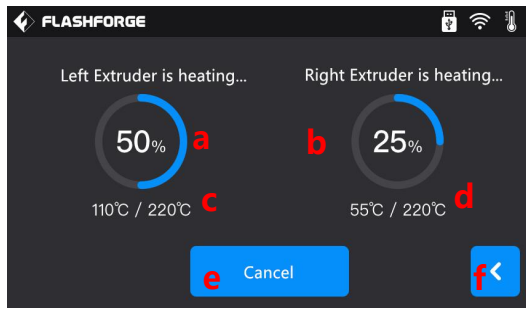 FLASHFORGE
Left Extruder is heating...
Right Extruder is heating...
50% a
b 25%
110℃ / 220℃ c
55℃ / 220℃ d
e Cancel
f <